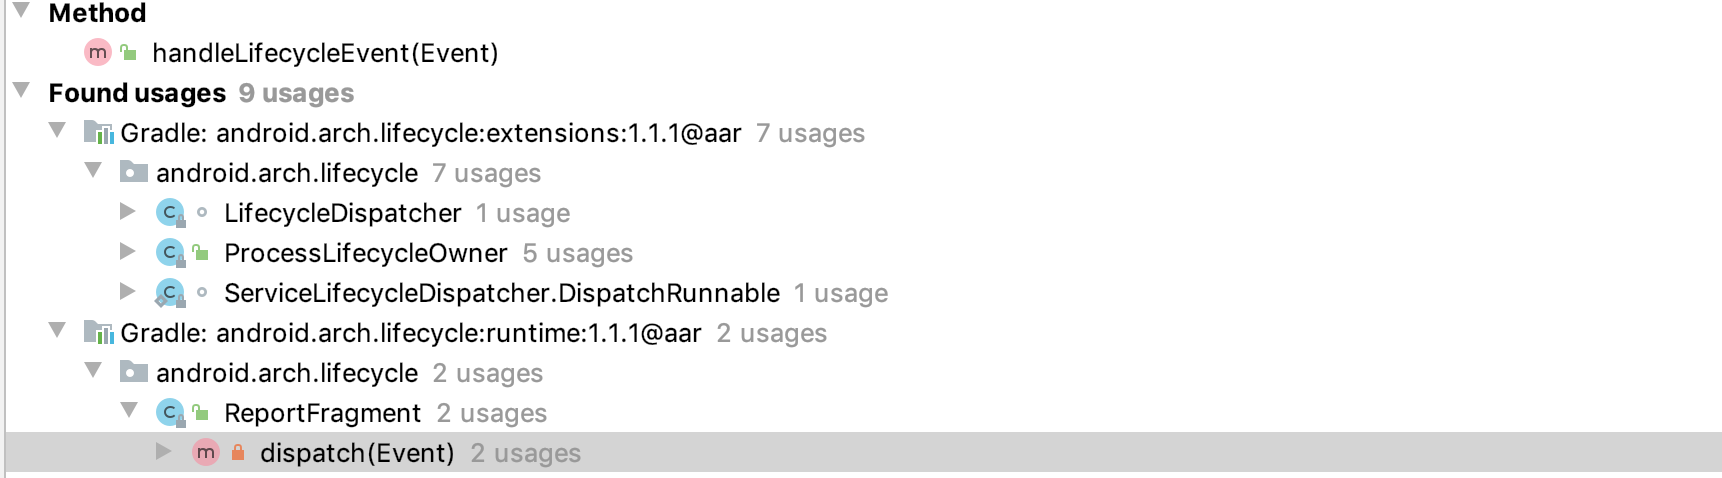 Method
m handleLifecycleEvent(Event)
Found usages 9 usages
Gradle: android.arch.lifecycle:extensions:1.1.1@aar 7 usages
android.arch.lifecycle 7 usages
C LifecycleDispatcher 1 usage
C ProcessLifecycleOwner 5 usages
C ServiceLifecycleDispatcher.DispatchRunnable 1 usage
Gradle: android.arch.lifecycle:runtime:1.1.1@aar 2 usages
android.arch.lifecycle 2 usages
C ReportFragment 2 usages
m dispatch(Event) 2 usages